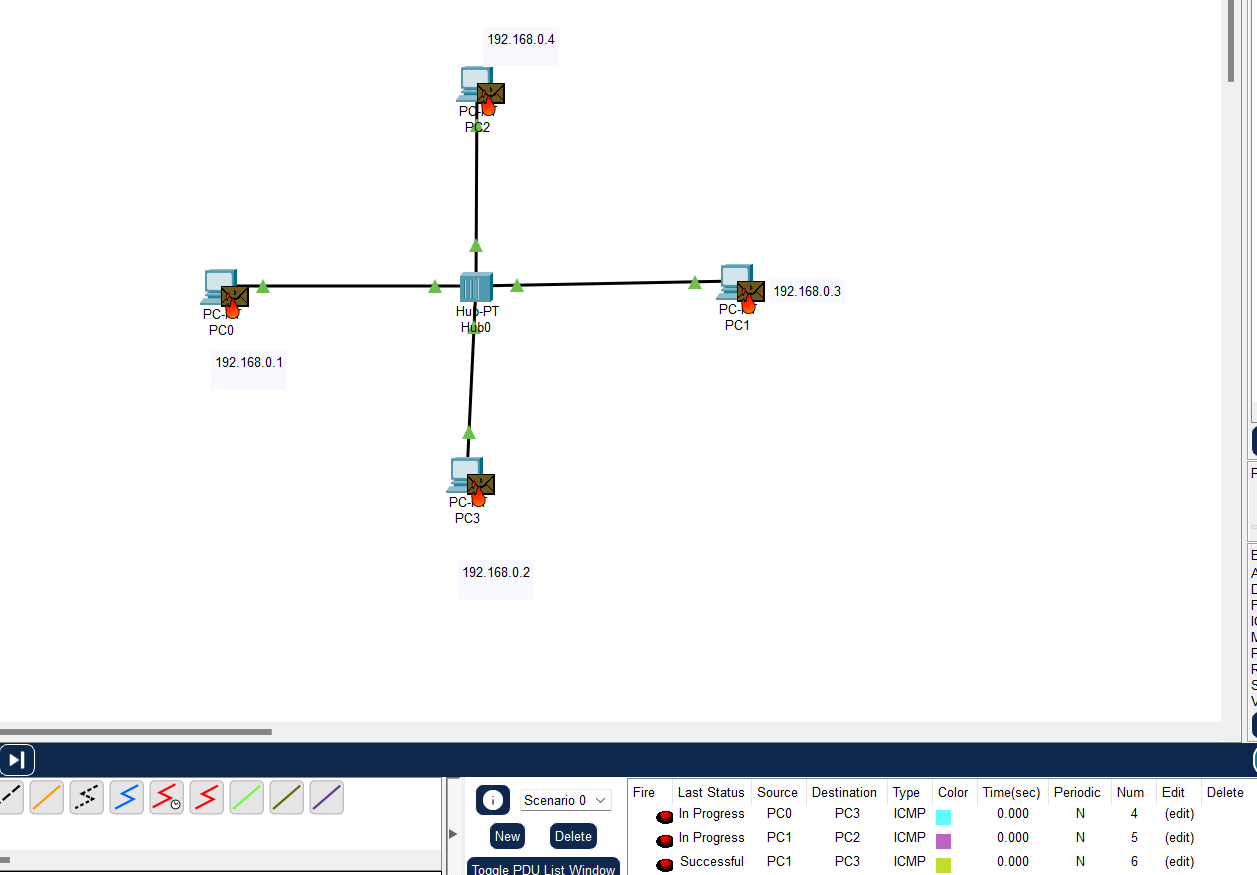 192.168.0.4
PC-PT
PC2
PC-PT
PC0
192.168.0.1
Hub-PT
Hub0
PC-PT
PC1
192.168.0.3
PC-PT
PC3
192.168.0.2
Scenario 0
New
Delete
Toggle PDU List Window
Fire Last Status Source Destination Type Color Time(sec) Periodic Num Edit Delete
In Progress PC0 PC3 ICMP 0.000 N 4 (edit)
In Progress PC1 PC2 ICMP 0.000 N 5 (edit)
Successful PC1 PC3 ICMP 0.000 N 6 (edit)